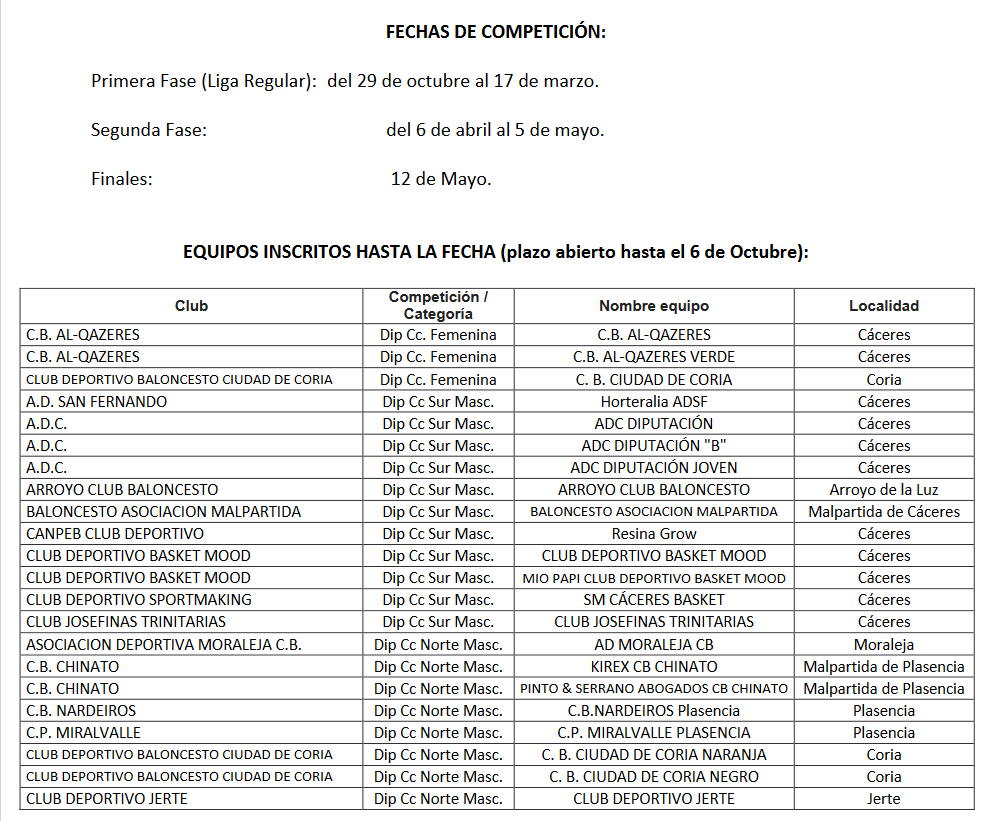 FECHAS DE COMPETICIÓN:
Primera Fase (Liga Regular): del 29 de octubre al 17 de marzo.
Segunda Fase: del 6 de abril al 5 de mayo.
Finales: 12 de Mayo.
EQUIPOS INSCRITOS HASTA LA FECHA (plazo abierto hasta el 6 de Octubre):
Club Competición / Categoría Nombre equipo Localidad
C.B. AL-QAZERES Dip Cc. Femenina C.B. AL-QAZERES Cáceres
C.B. AL-QAZERES Dip Cc. Femenina C.B. AL-QAZERES VERDE Cáceres
CLUB DEPORTIVO BALONCESTO CIUDAD DE CORIA Dip Cc. Femenina C. B. CIUDAD DE CORIA Coria
A.D. SAN FERNANDO Dip Cc Sur Masc. Horteralia ADSF Cáceres
A.D.C. Dip Cc Sur Masc. ADC DIPUTACIÓN Cáceres
A.D.C. Dip Cc Sur Masc. ADC DIPUTACIÓN "B" Cáceres
A.D.C. Dip Cc Sur Masc. ADC DIPUTACIÓN JOVEN Cáceres
ARROYO CLUB BALONCESTO Dip Cc Sur Masc. ARROYO CLUB BALONCESTO Arroyo de la Luz
BALONCESTO ASOCIACION MALPARTIDA Dip Cc Sur Masc. BALONCESTO ASOCIACION MALPARTIDA Malpartida de Cáceres
CANPEB CLUB DEPORTIVO Dip Cc Sur Masc. Resina Grow Cáceres
CLUB DEPORTIVO BASKET MOOD Dip Cc Sur Masc. CLUB DEPORTIVO BASKET MOOD Cáceres
CLUB DEPORTIVO BASKET MOOD Dip Cc Sur Masc. MIO PAPI CLUB DEPORTIVO BASKET MOOD Cáceres
CLUB DEPORTIVO SPORTMAKING Dip Cc Sur Masc. SM CÁCERES BASKET Cáceres
CLUB JOSEFINAS TRINITARIAS Dip Cc Sur Masc. CLUB JOSEFINAS TRINITARIAS Cáceres
ASOCIACION DEPORTIVA MORALEJA C.B. Dip Cc Norte Masc. AD MORALEJA CB Moraleja
C.B. CHINATO Dip Cc Norte Masc. KIREX CB CHINATO Malpartida de Plasencia
C.B. CHINATO Dip Cc Norte Masc. PINTO & SERRANO ABOGADOS CB CHINATO Malpartida de Plasencia
C.B. NARDEIROS Dip Cc Norte Masc. C.B.NARDEIROS Plasencia Plasencia
C.P. MIRALVALLE Dip Cc Norte Masc. C.P. MIRALVALLE PLASENCIA Plasencia
CLUB DEPORTIVO BALONCESTO CIUDAD DE CORIA Dip Cc Norte Masc. C. B. CIUDAD DE CORIA NARANJA Coria
CLUB DEPORTIVO BALONCESTO CIUDAD DE CORIA Dip Cc Norte Masc. C. B. CIUDAD DE CORIA NEGRO Coria
CLUB DEPORTIVO JERTE Dip Cc Norte Masc. CLUB DEPORTIVO JERTE Jerte